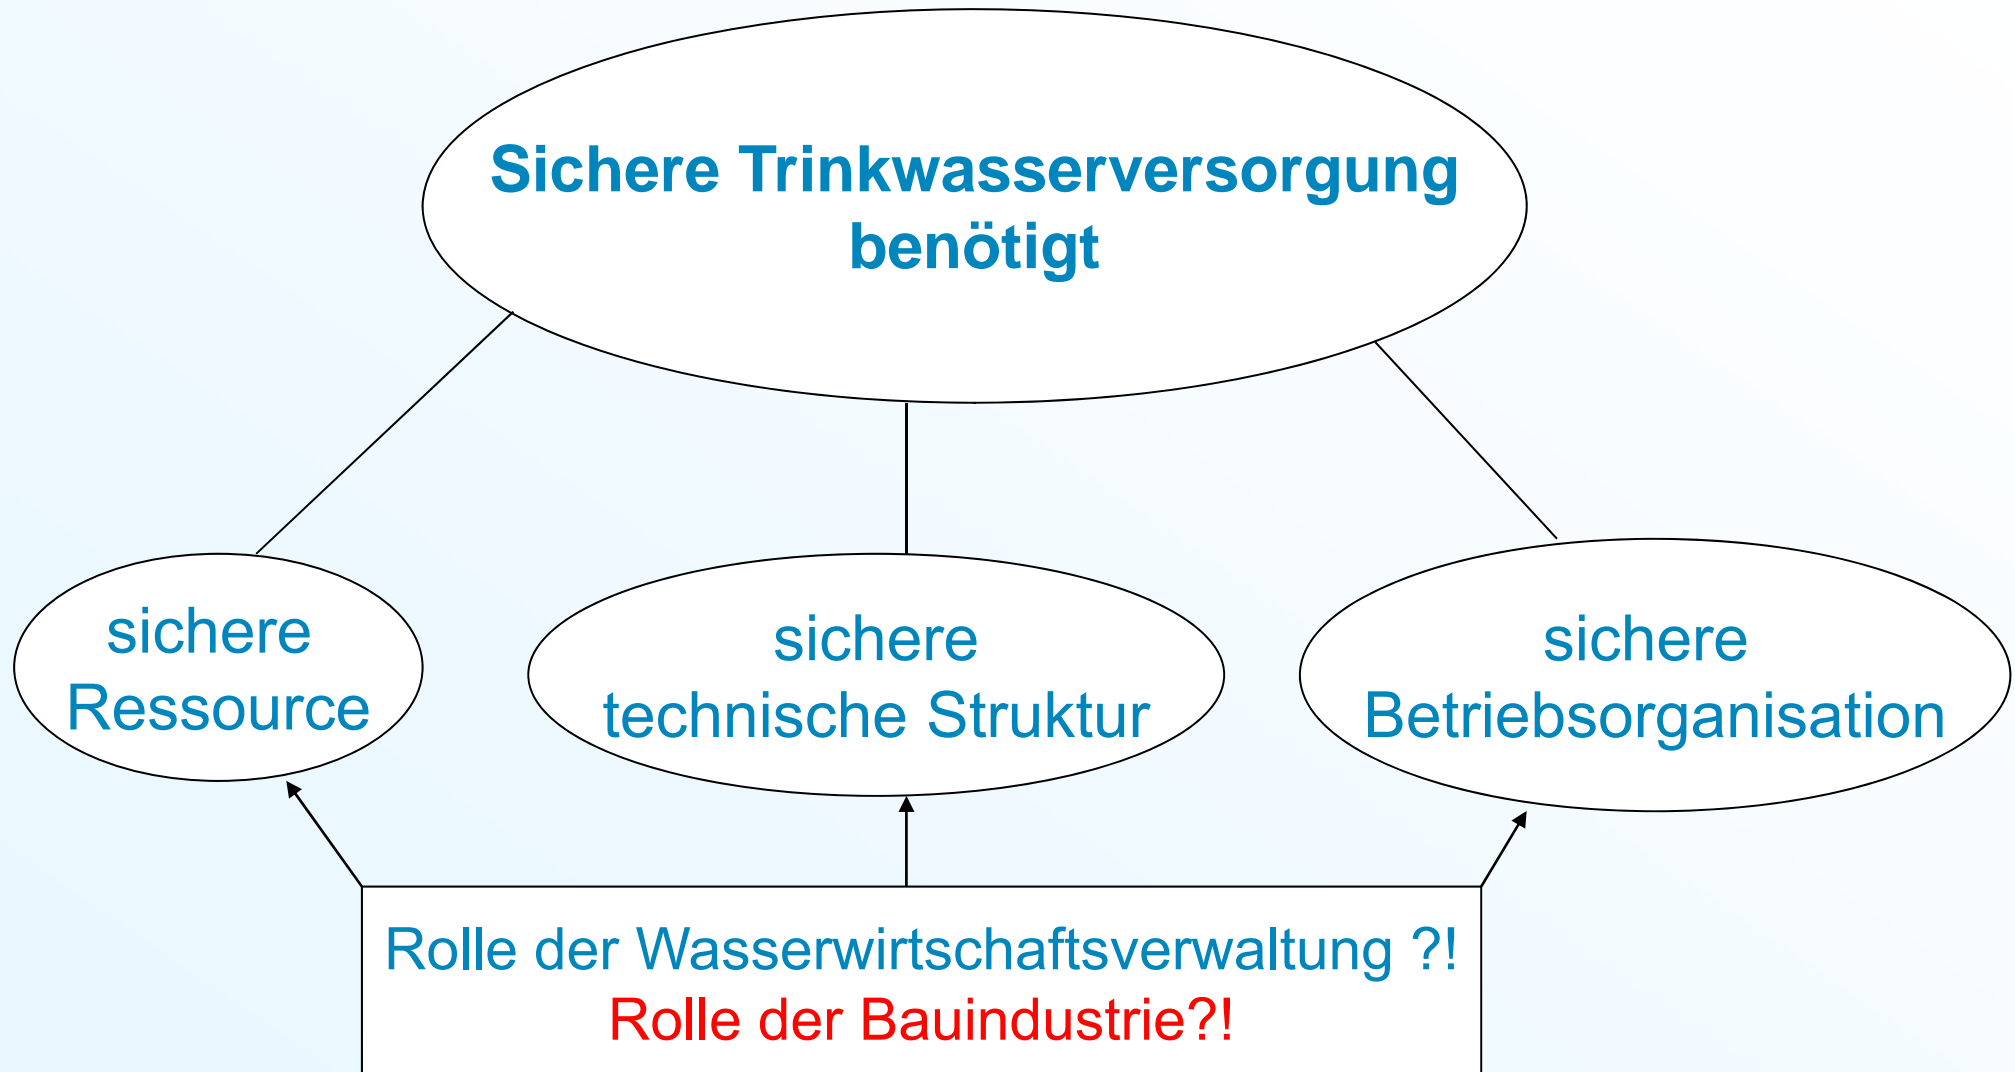 Sichere Trinkwasserversorgung
benötigt
sichere
Ressource
sichere
technische Struktur
sichere
Betriebsorganisation
Rolle der Wasserwirtschaftsverwaltung ?!
Rolle der Bauindustrie?!